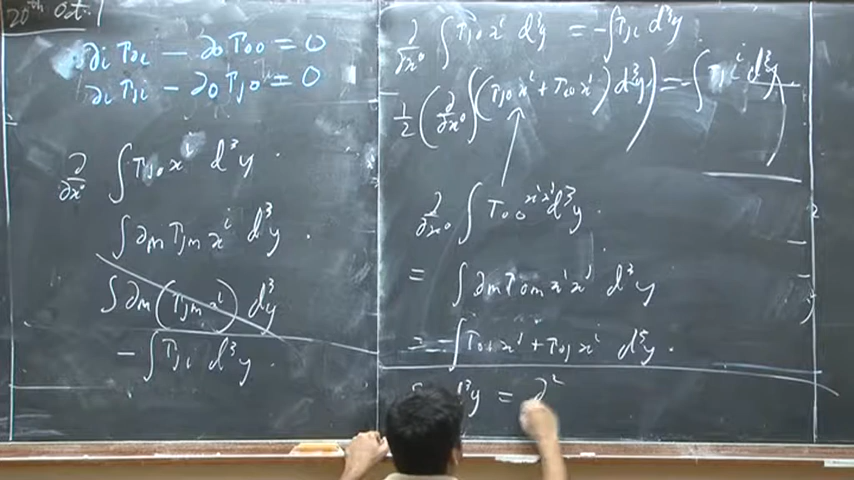 20th Oct.
∂i T0i − ∂0 T00 = 0
∂i Tji − ∂0 Tj0 = 0
∂/∂x⁰ ∫ Tj0 xⁱ d³y
∫ ∂m Tjm xⁱ d³y
∫ ∂m (Tjm xⁱ) d³y
− ∫ Tji d³y
∂/∂x⁰ ∫ Tj0 xⁱ d³y = − ∫ Tji d³y
1/2 (∂/∂x⁰ ∫ (Tj0 xⁱ + Ti0 xʲ) d³y) = − ∫ Tji d³y
∂/∂x⁰ ∫ T00 xⁱxʲ d³y
= ∫ ∂m T0m xⁱxʲ d³y
= − ∫ T0i xʲ + T0j xⁱ d³y
d³y = ∂²